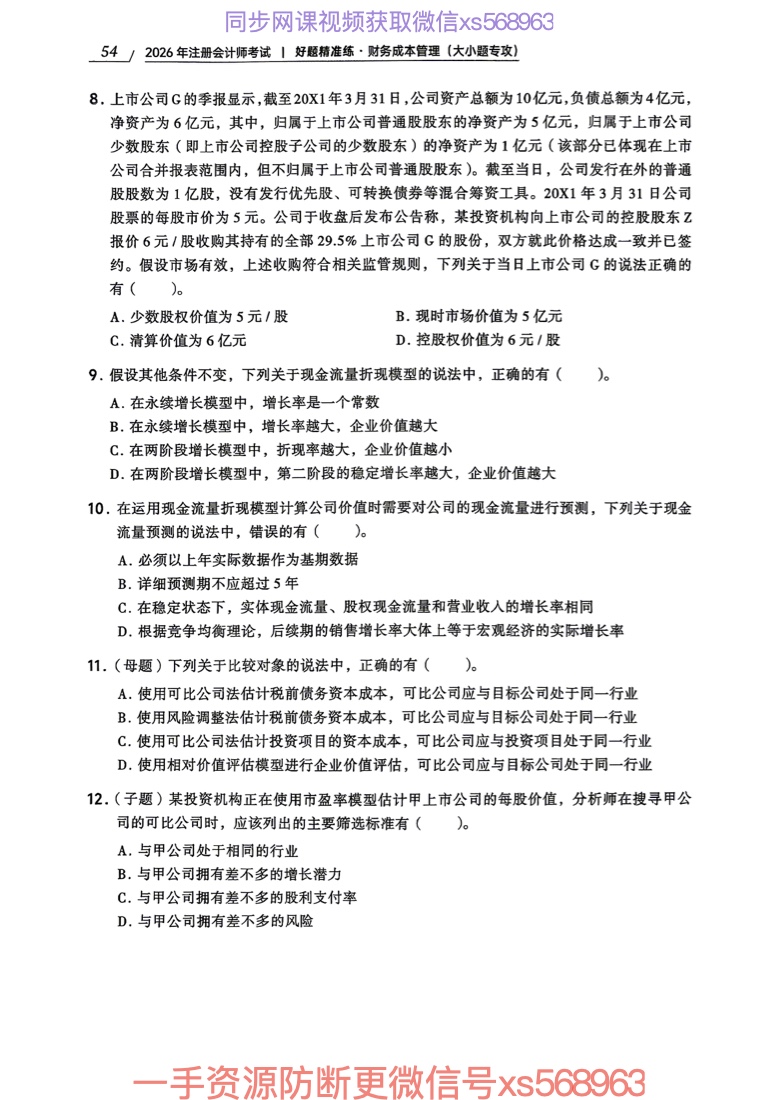 同步网课视频获取微信xs568963
54 / 2026年注册会计师考试 | 好题精准练·财务成本管理（大小题专攻）
8. 上市公司G的季报显示，截至20X1年3月31日，公司资产总额为10亿元，负债总额为4亿元，
净资产为6亿元，其中，归属于上市公司普通股股东的净资产为5亿元，归属于上市公司
少数股东（即上市公司控股子公司的少数股东）的净资产为1亿元（该部分已体现在上市
公司合并报表范围内，但不归属于上市公司普通股股东）。截至当日，公司发行在外的普通
股股数为1亿股，没有发行优先股、可转换债券等混合筹资工具。20X1年3月31日公司
股票的每股市价为5元。公司于收盘后发布公告称，某投资机构向上市公司的控股股东Z
报价6元/股收购其持有的全部29.5%上市公司G的股份，双方就此价格达成一致并已签
约。假设市场有效，上述收购符合相关监管规则，下列关于当日上市公司G的说法正确的
有（　　）。
A. 少数股权价值为5元/股 B. 现时市场价值为5亿元
C. 清算价值为6亿元 D. 控股权价值为6元/股
9. 假设其他条件不变，下列关于现金流量折现模型的说法中，正确的有（　　）。
A. 在永续增长模型中，增长率是一个常数
B. 在永续增长模型中，增长率越大，企业价值越大
C. 在两阶段增长模型中，折现率越大，企业价值越小
D. 在两阶段增长模型中，第二阶段的稳定增长率越大，企业价值越大
10. 在运用现金流量折现模型计算公司价值时需要对公司的现金流量进行预测，下列关于现金
流量预测的说法中，错误的有（　　）。
A. 必须以上年实际数据作为基期数据
B. 详细预测期不应超过5年
C. 在稳定状态下，实体现金流量、股权现金流量和营业收入的增长率相同
D. 根据竞争均衡理论，后续期的销售增长率大体上等于宏观经济的实际增长率
11.（母题）下列关于比较对象的说法中，正确的有（　　）。
A. 使用可比公司法估计税前债务资本成本，可比公司应与目标公司处于同一行业
B. 使用风险调整法估计税前债务资本成本，可比公司应与目标公司处于同一行业
C. 使用可比公司法估计投资项目的资本成本，可比公司应与投资项目处于同一行业
D. 使用相对价值评估模型进行企业价值评估，可比公司应与目标公司处于同一行业
12.（子题）某投资机构正在使用市盈率模型估计甲上市公司的每股价值，分析师在搜寻甲公
司的可比公司时，应该列出的主要筛选标准有（　　）。
A. 与甲公司处于相同的行业
B. 与甲公司拥有差不多的增长潜力
C. 与甲公司拥有差不多的股利支付率
D. 与甲公司拥有差不多的风险
一手资源防断更微信号xs568963